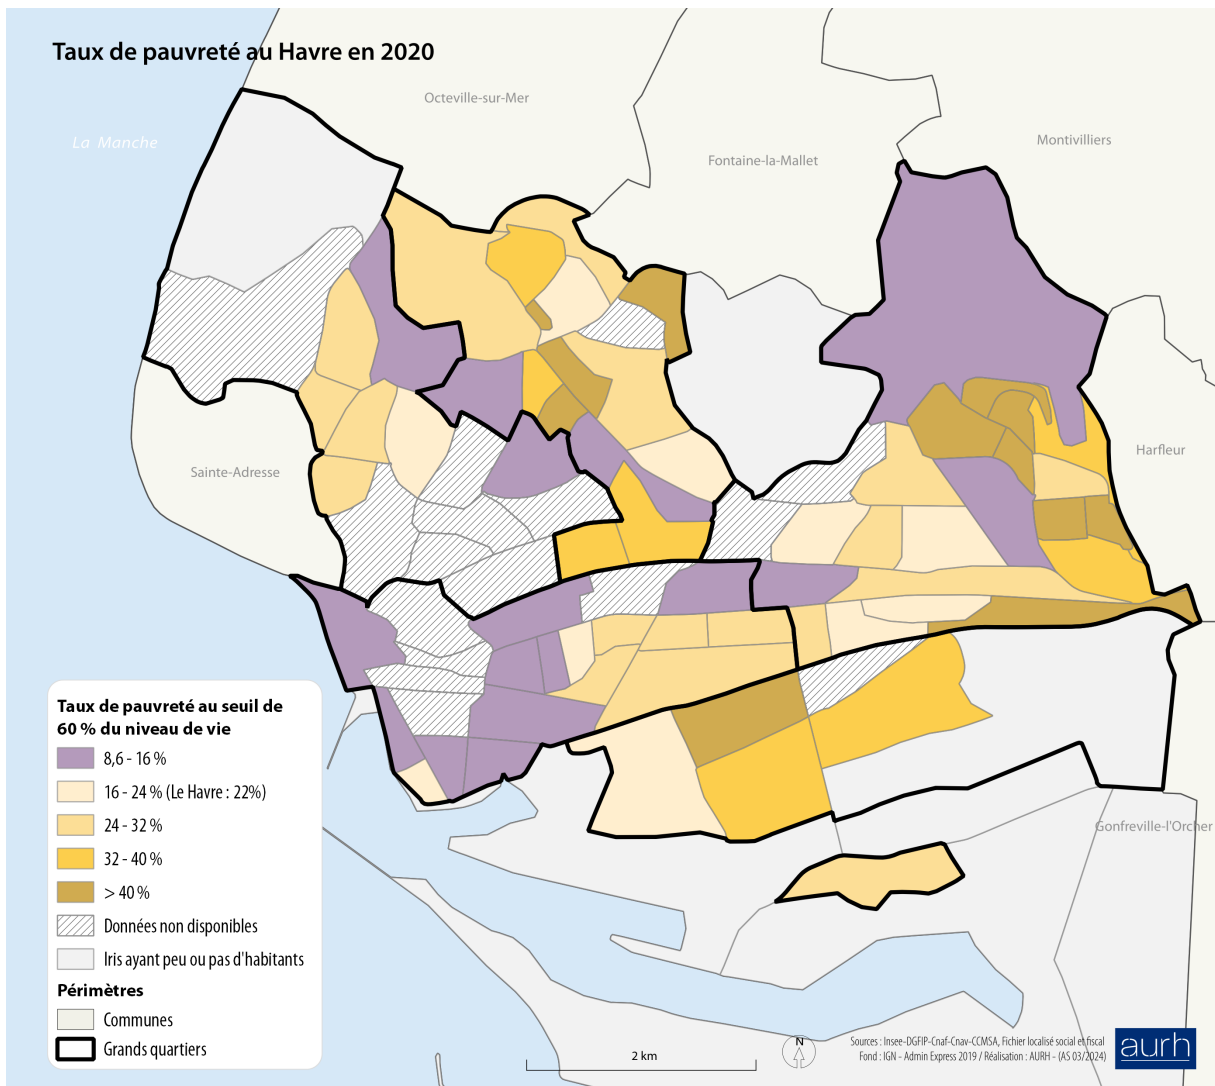 Taux de pauvreté au Havre en 2020
Octeville-sur-Mer
La Manche
Fontaine-la-Mallet
Montivilliers
Harfleur
Sainte-Adresse
Gonfreville-l'Orcher
Taux de pauvreté au seuil de
60 % du niveau de vie
8,6 - 16 %
16 - 24 % (Le Havre : 22%)
24 - 32 %
32 - 40 %
> 40 %
Données non disponibles
Iris ayant peu ou pas d'habitants
Périmètres
Communes
Grands quartiers
2 km
N
Sources : Insee-DGFIP-Cnaf-Cnav-CCMSA, Fichier localisé social et fiscal
Fond : IGN - Admin Express 2019 / Réalisation : AURH - (AS 03/2024)
aurh